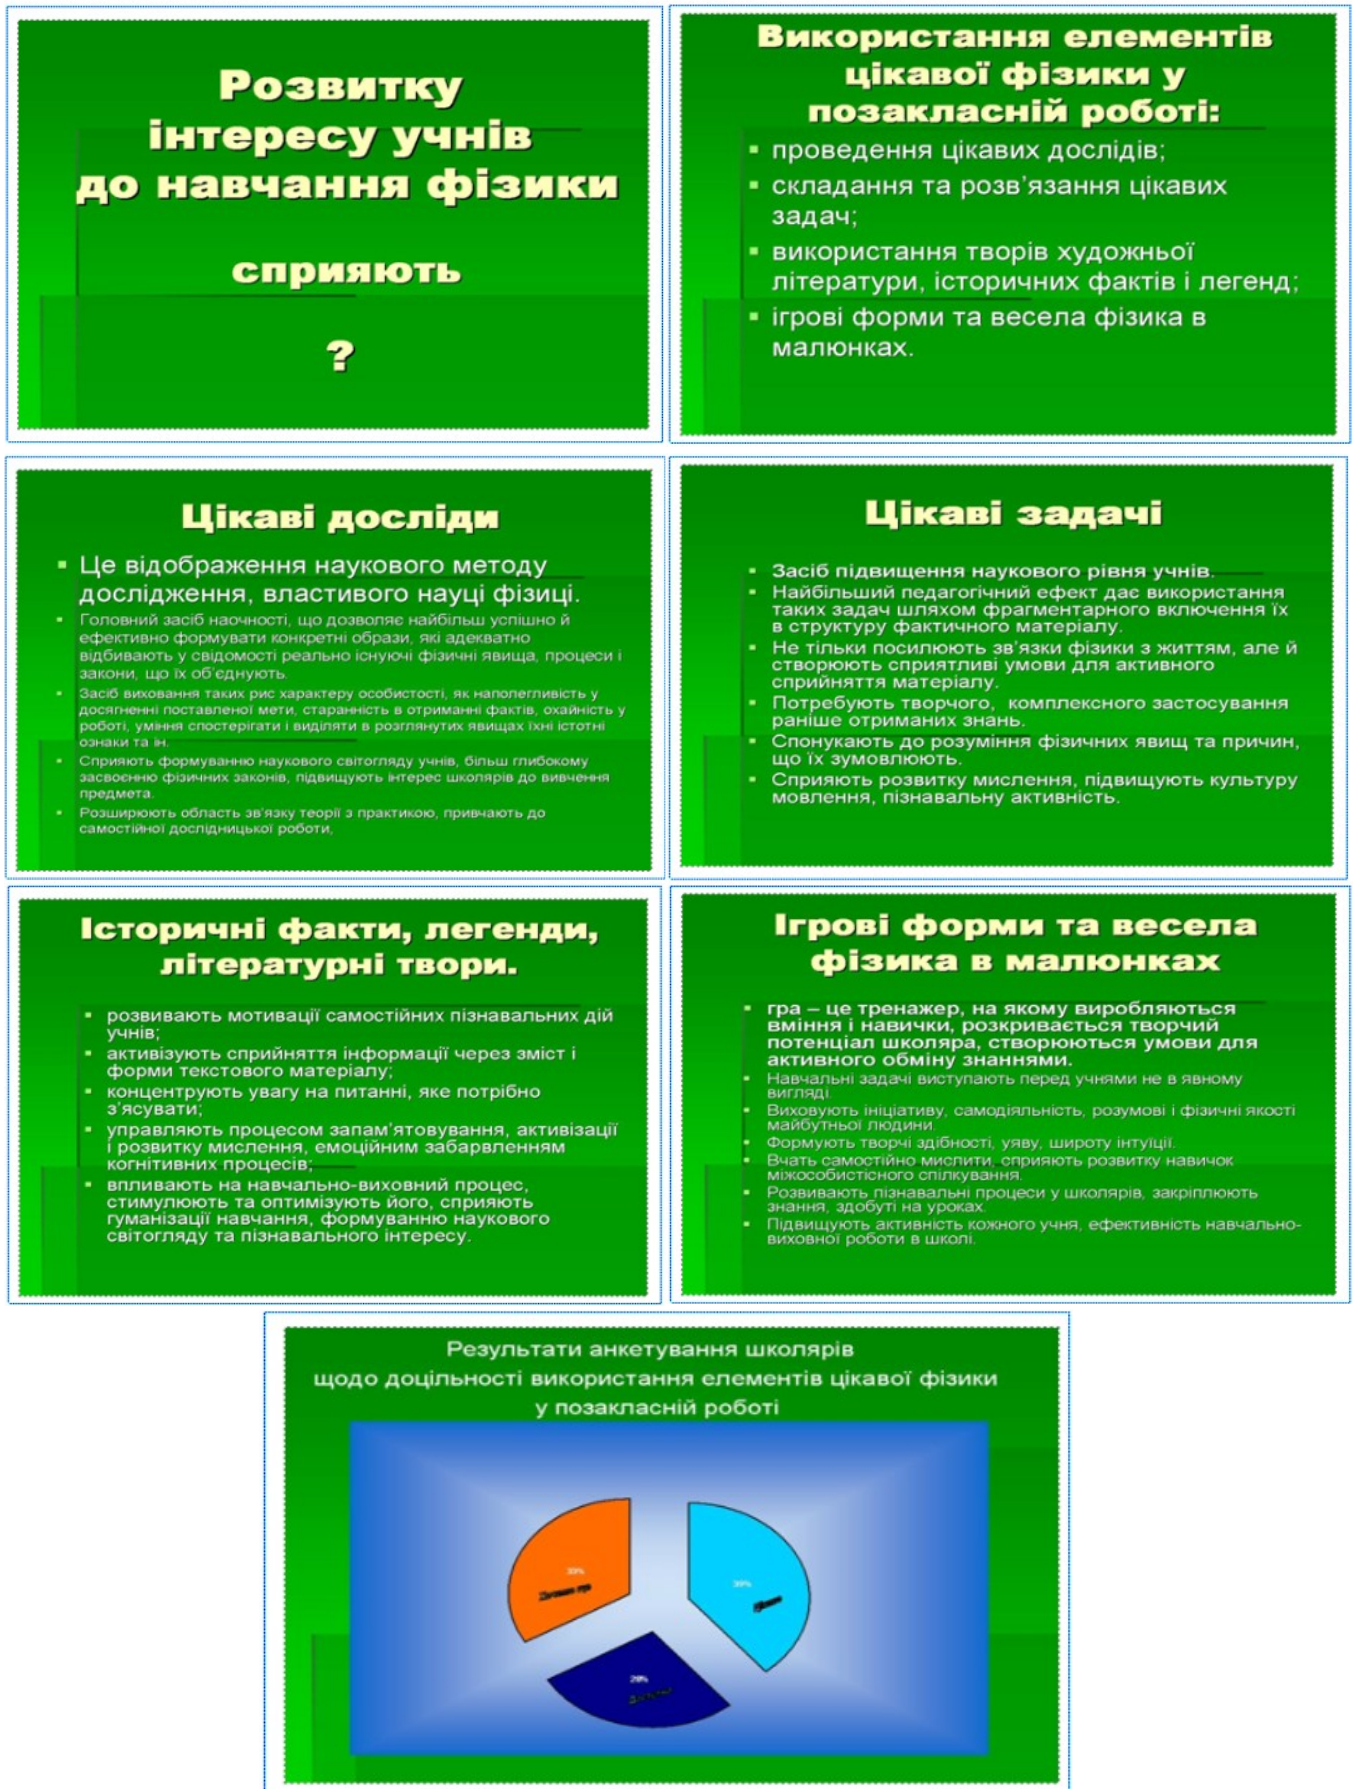 Розвитку
інтересу учнів
до навчання фізики
сприяють
?
Використання елементів
цікавої фізики у
позакласній роботі:
▪ проведення цікавих дослідів;
▪ складання та розв'язання цікавих
задач;
▪ використання творів художньої
літератури, історичних фактів і легенд;
▪ ігрові форми та весела фізика в
малюнках.
Цікаві досліди
▪ Це відображення наукового методу
дослідження, властивого науці фізиці.
▪ Головний засіб наочності, що дозволяє найбільш успішно й
ефективно формувати конкретні образи, які адекватно
відбивають у свідомості реально існуючі фізичні явища, процеси і
закони, що їх об'єднують.
▪ Засіб виховання таких рис характеру особистості, як наполегливість у
досягненні поставленої мети, старанність в отриманні фактів, охайність у
роботі, уміння спостерігати і виділяти в розглянутих явищах їхні істотні
ознаки та ін.
▪ Сприяють формуванню наукового світогляду учнів, більш глибокому
засвоєнню фізичних законів, підвищують інтерес школярів до вивчення
предмета.
▪ Розширюють область зв'язку теорії з практикою, привчають до
самостійної дослідницької роботи,
Цікаві задачі
▪ Засіб підвищення наукового рівня учнів.
▪ Найбільший педагогічний ефект дає використання
таких задач шляхом фрагментарного включення їх
в структуру фактичного матеріалу.
▪ Не тільки посилюють зв'язки фізики з життям, але й
створюють сприятливі умови для активного
сприйняття матеріалу.
▪ Потребують творчого, комплексного застосування
раніше отриманих знань.
▪ Спонукають до розуміння фізичних явищ та причин,
що їх зумовлюють.
▪ Сприяють розвитку мислення, підвищують культуру
мовлення, пізнавальну активність.
Історичні факти, легенди,
літературні твори.
▪ розвивають мотивації самостійних пізнавальних дій
учнів;
▪ активізують сприйняття інформації через зміст і
форми текстового матеріалу;
▪ концентрують увагу на питанні, яке потрібно
з'ясувати;
▪ управляють процесом запам'ятовування, активізації
і розвитку мислення, емоційним забарвленням
когнітивних процесів;
▪ впливають на навчально-виховний процес,
стимулюють та оптимізують його, сприяють
гуманізації навчання, формуванню наукового
світогляду та пізнавального інтересу.
Ігрові форми та весела
фізика в малюнках
▪ гра – це тренажер, на якому виробляються
вміння і навички, розкривається творчий
потенціал школяра, створюються умови для
активного обміну знаннями.
▪ Навчальні задачі виступають перед учнями не в явному
вигляді.
▪ Виховують ініціативу, самодіяльність, розумові і фізичні якості
майбутньої людини.
▪ Формують творчі здібності, уяву, широту інтуїції.
▪ Вчать самостійно мислити, сприяють розвитку навичок
міжособистісного спілкування.
▪ Розвивають пізнавальні процеси у школярів, закріплюють
знання, здобуті на уроках.
▪ Підвищують активність кожного учня, ефективність навчально-
виховної роботи в школі.
Результати анкетування школярів
щодо доцільності використання елементів цікавої фізики
у позакласній роботі